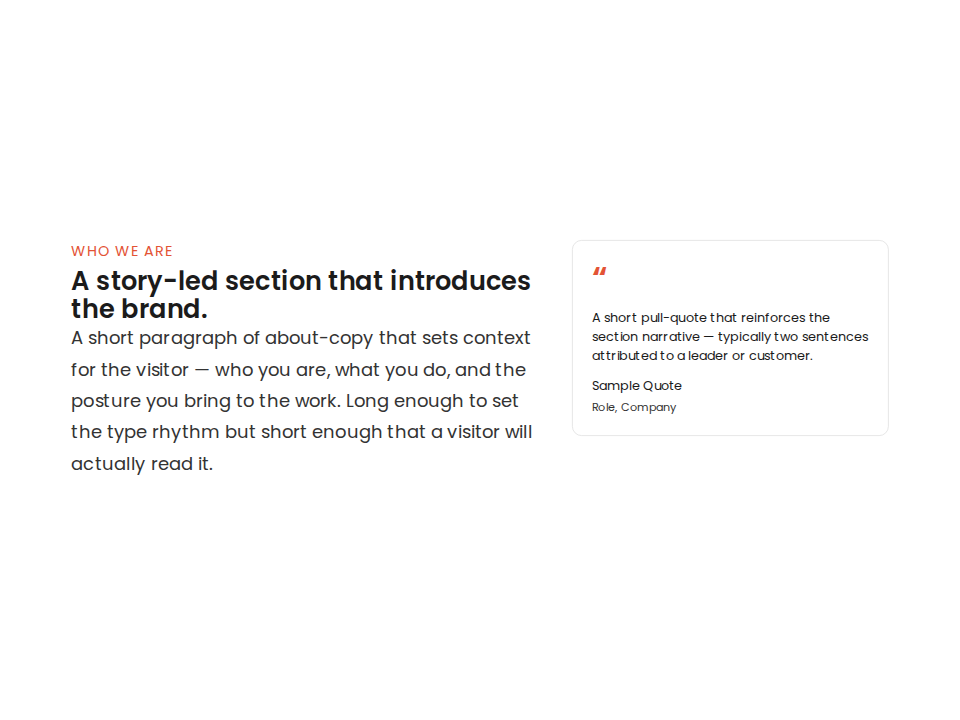 WHO WE ARE
A story-led section that introduces
the brand.
A short paragraph of about-copy that sets context
for the visitor — who you are, what you do, and the
posture you bring to the work. Long enough to set
the type rhythm but short enough that a visitor will
actually read it.
“
A short pull-quote that reinforces the
section narrative — typically two sentences
attributed to a leader or customer.
Sample Quote
Role, Company